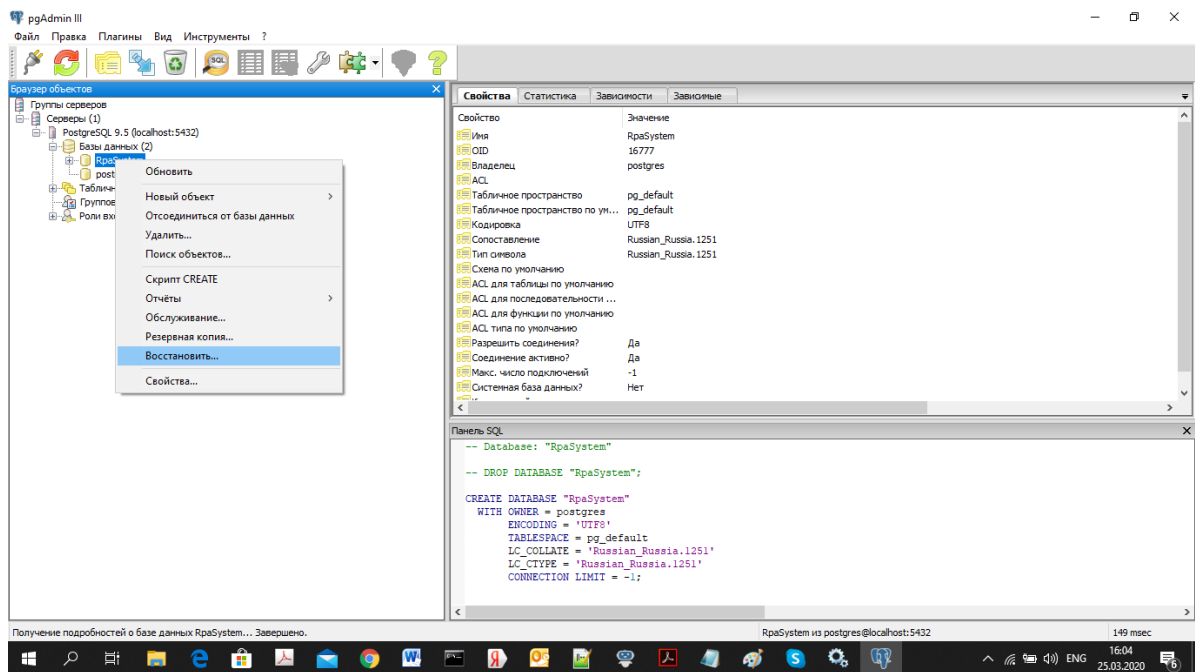 pgAdmin III
Файл Правка Плагины Вид Инструменты ?
SQL
Браузер объектов
Группы серверов
Серверы (1)
PostgreSQL 9.5 (localhost:5432)
Базы данных (2)
RpaSystem
post
Табличн
Группов
Роли вх
Обновить
Новый объект
Отсоединиться от базы данных
Удалить...
Поиск объектов...
Скрипт CREATE
Отчёты
Обслуживание...
Резервная копия...
Восстановить...
Свойства...
Свойства Статистика Зависимости Зависимые
Свойство Значение
Имя RpaSystem
OID 16777
Владелец postgres
ACL
Табличное пространство pg_default
Табличное пространство по ум... pg_default
Кодировка UTF8
Сопоставление Russian_Russia.1251
Тип символа Russian_Russia.1251
Схема по умолчанию
ACL для таблицы по умолчанию
ACL для последовательности ...
ACL для функции по умолчанию
ACL типа по умолчанию
Разрешить соединения? Да
Соединение активно? Да
Макс. число подключений -1
Системная база данных? Нет
Панель SQL
-- Database: "RpaSystem"
-- DROP DATABASE "RpaSystem";
CREATE DATABASE "RpaSystem"
WITH OWNER = postgres
ENCODING = 'UTF8'
TABLESPACE = pg_default
LC_COLLATE = 'Russian_Russia.1251'
LC_CTYPE = 'Russian_Russia.1251'
CONNECTION LIMIT = -1;
Получение подробностей о базе данных RpaSystem... Завершено.
RpaSystem из postgres@localhost:5432
149 msec
ENG
16:04
25.03.2020
6